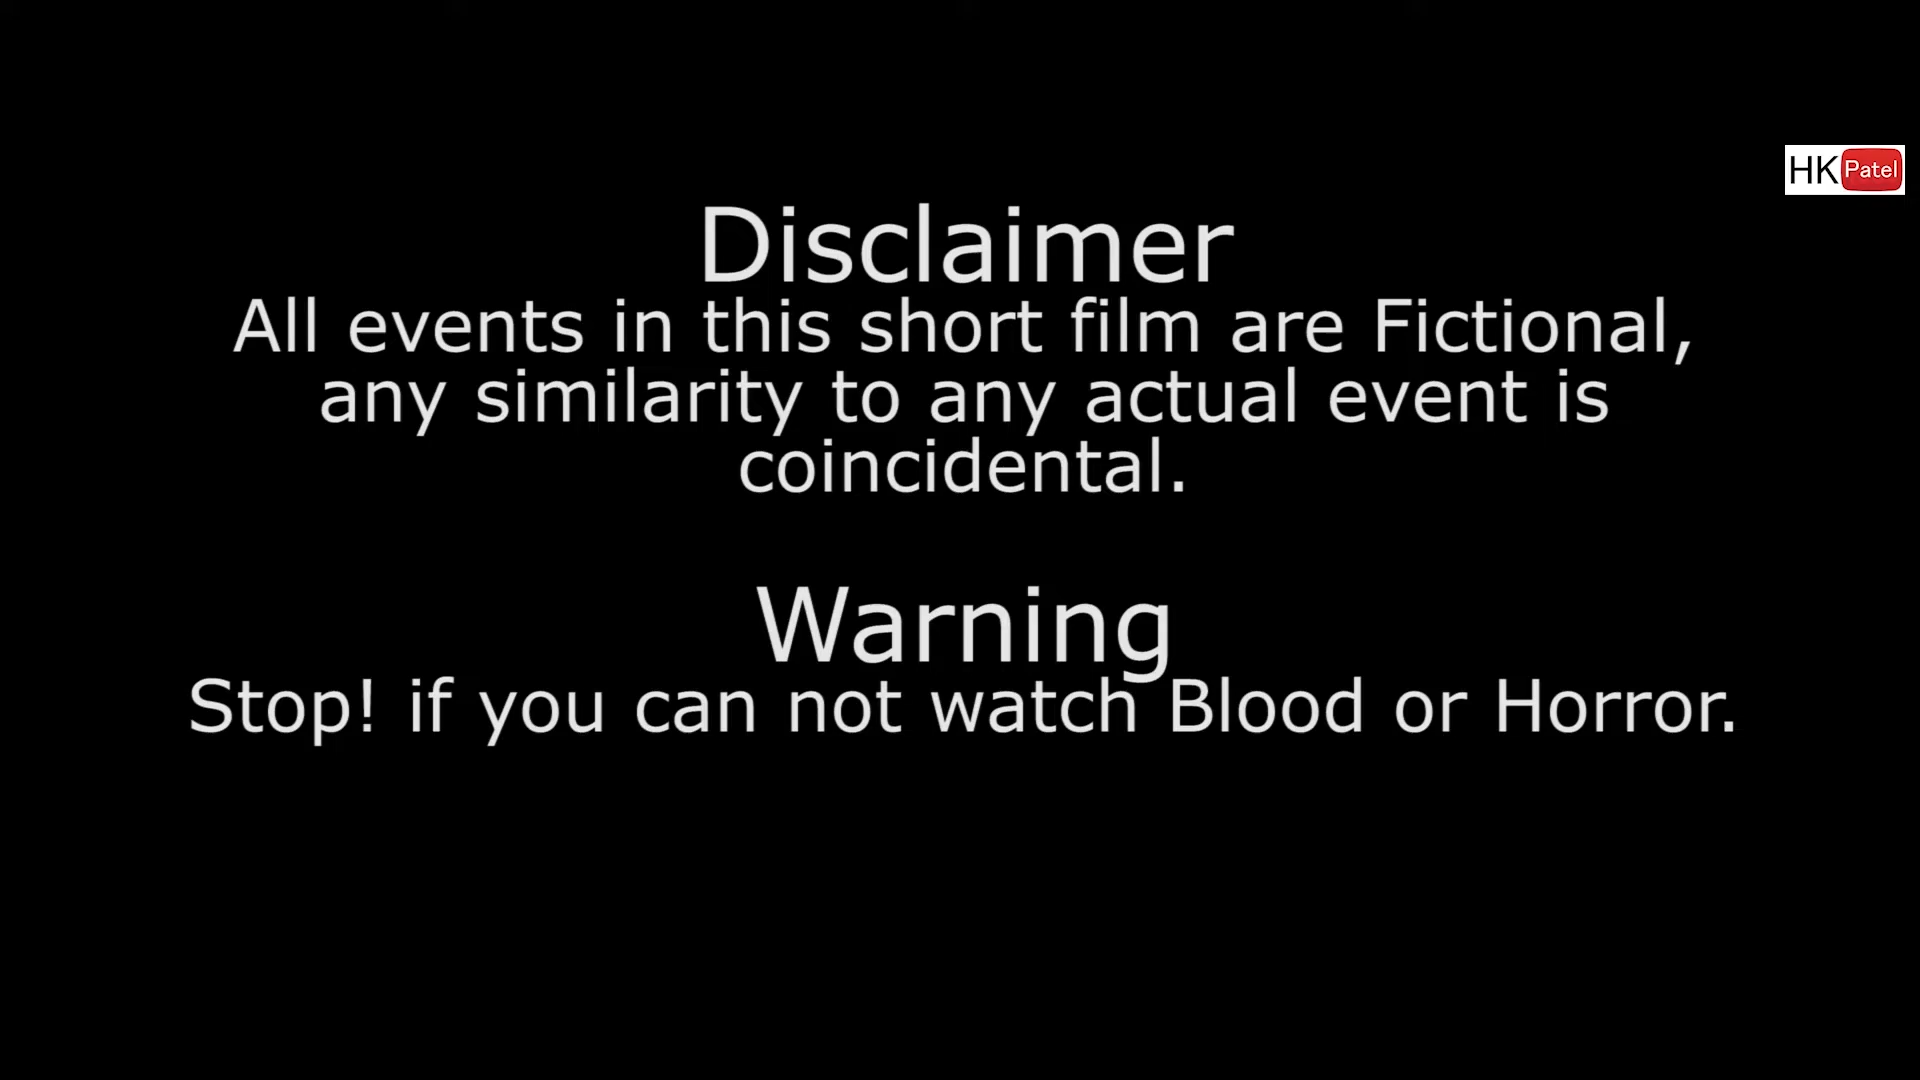 HK Patel
Disclaimer
All events in this short film are Fictional,
any similarity to any actual event is
coincidental.
Warning
Stop! if you can not watch Blood or Horror.